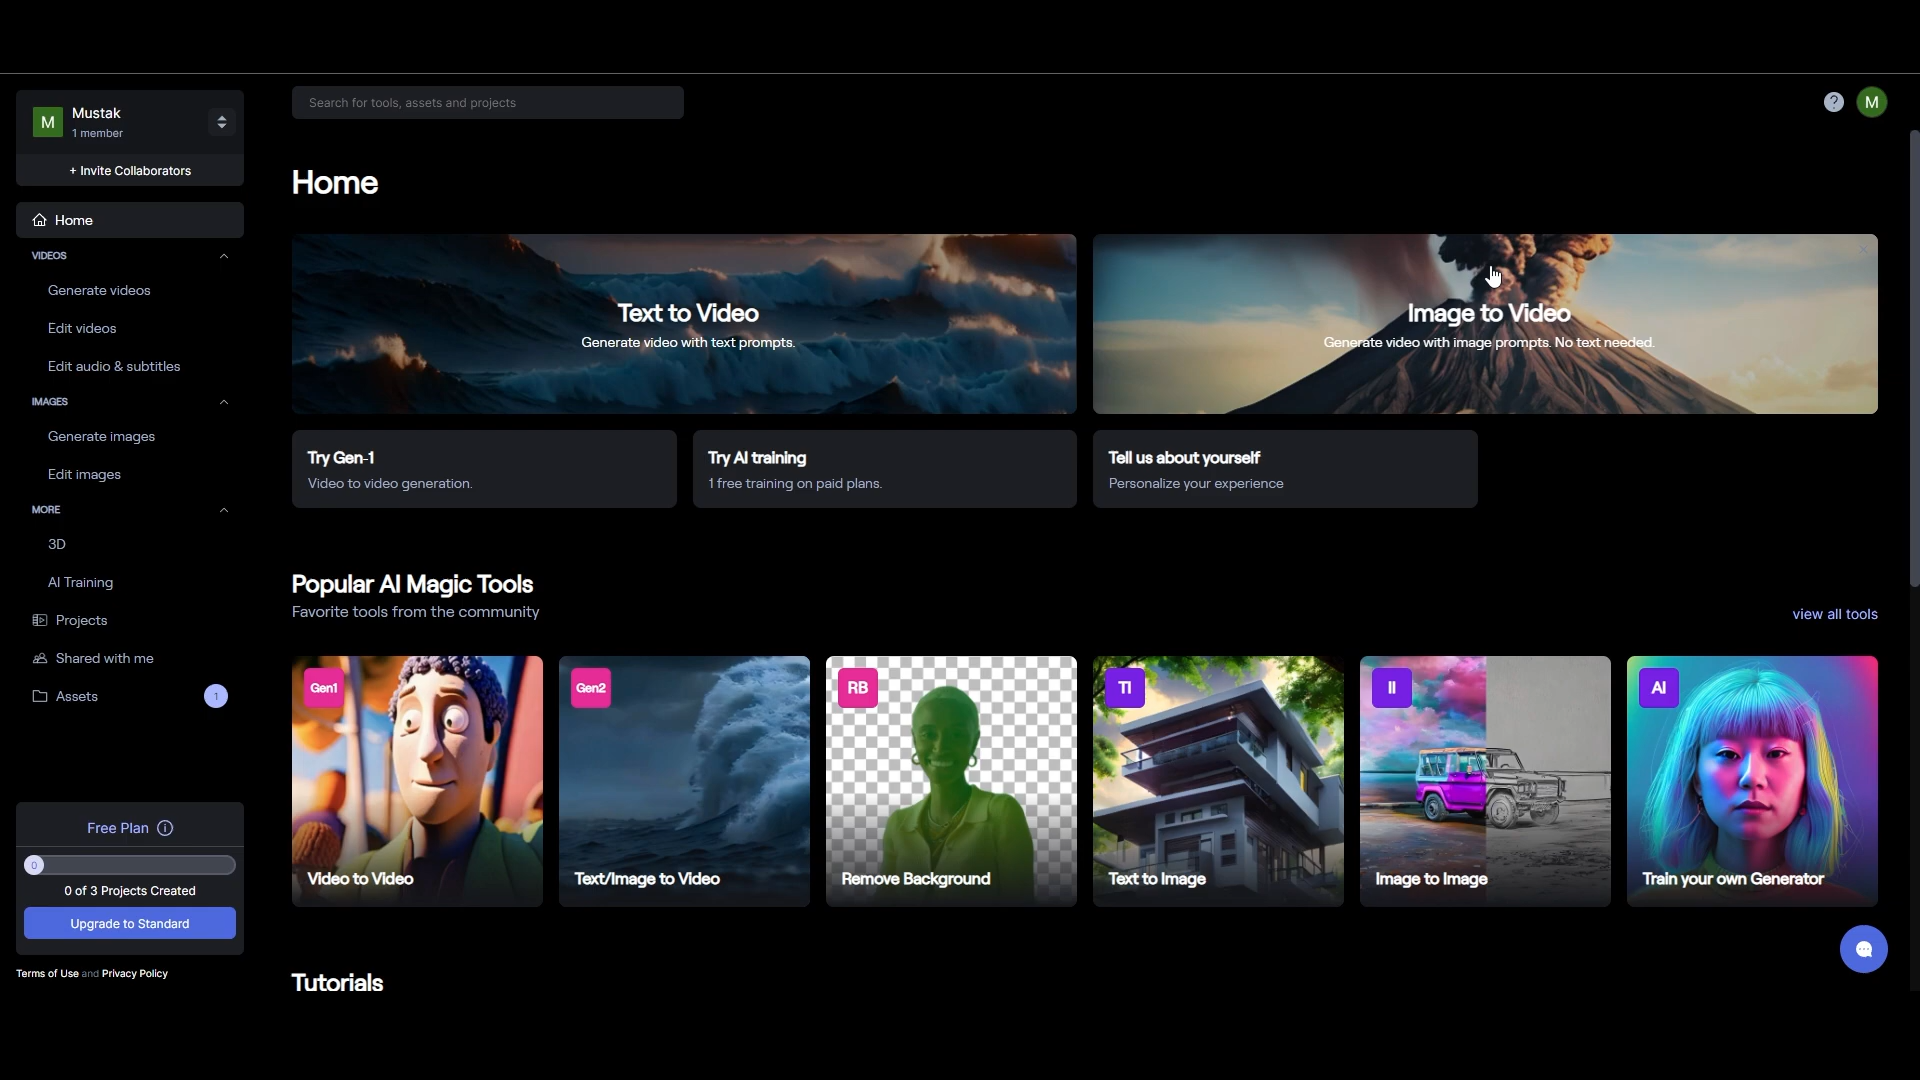 M
Mustak
1 member
+ Invite Collaborators
Home
VIDEOS
Generate videos
Edit videos
Edit audio & subtitles
IMAGES
Generate images
Edit images
MORE
3D
AI Training
Projects
Shared with me
Assets
1
Free Plan
0
0 of 3 Projects Created
Upgrade to Standard
Terms of Use and Privacy Policy
Search for tools, assets and projects
?
M
Home
Text to Video
Generate video with text prompts.
Image to Video
Generate video with image prompts. No text needed.
Try Gen-1
Video to video generation.
Try AI training
1 free training on paid plans.
Tell us about yourself
Personalize your experience
Popular AI Magic Tools
Favorite tools from the community
view all tools
Gen1
Video to Video
Gen2
Text/Image to Video
RB
Remove Background
TI
Text to Image
II
Image to Image
AI
Train your own Generator
Tutorials